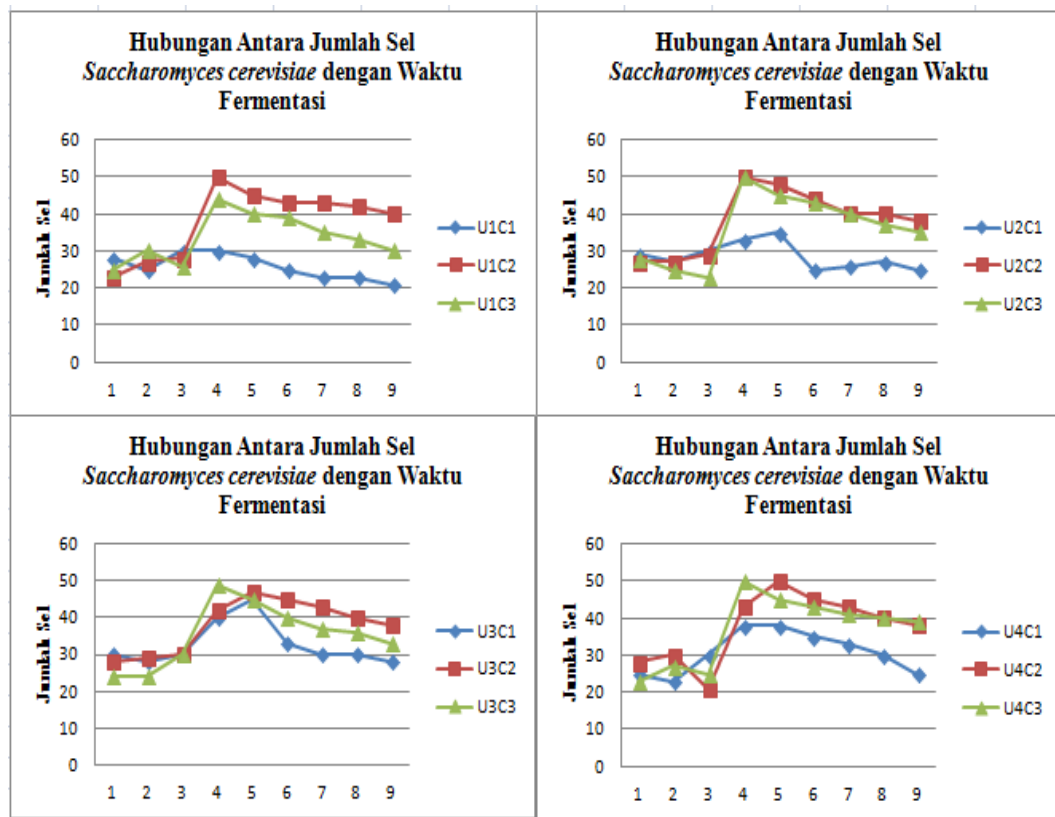 Hubungan Antara Jumlah Sel
Saccharomyces cerevisiae dengan Waktu
Fermentasi
Jumlah Sel
60
50
40
30
20
10
0
1 2 3 4 5 6 7 8 9
U1C1
U1C2
U1C3
Hubungan Antara Jumlah Sel
Saccharomyces cerevisiae dengan Waktu
Fermentasi
Jumlah Sel
60
50
40
30
20
10
0
1 2 3 4 5 6 7 8 9
U2C1
U2C2
U2C3
Hubungan Antara Jumlah Sel
Saccharomyces cerevisiae dengan Waktu
Fermentasi
Jumlah Sel
60
50
40
30
20
10
0
1 2 3 4 5 6 7 8 9
U3C1
U3C2
U3C3
Hubungan Antara Jumlah Sel
Saccharomyces cerevisiae dengan Waktu
Fermentasi
Jumlah Sel
60
50
40
30
20
10
0
1 2 3 4 5 6 7 8 9
U4C1
U4C2
U4C3